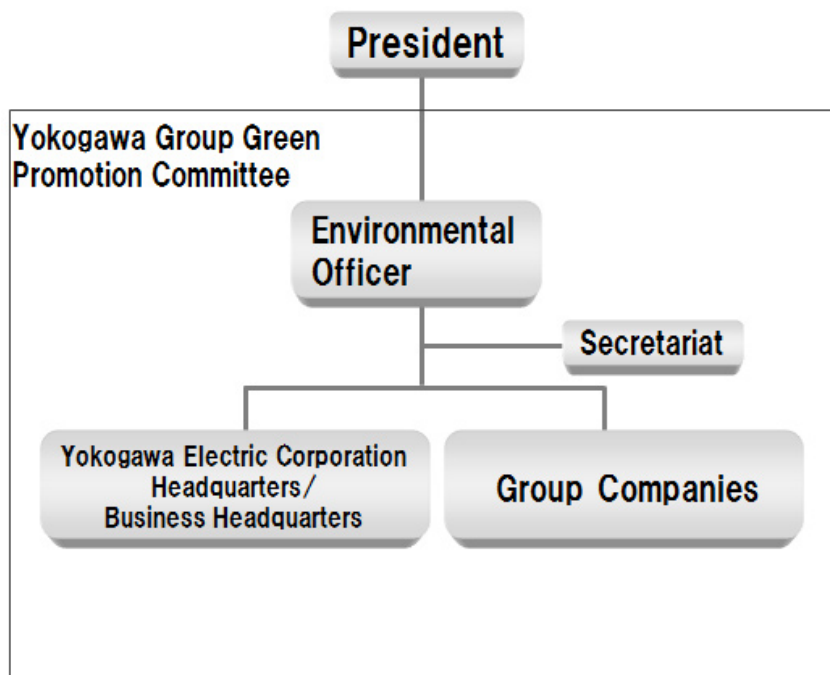 President
Yokogawa Group Green
Promotion Committee
Environmental
Officer
Secretariat
Yokogawa Electric Corporation
Headquarters/
Business Headquarters
Group Companies